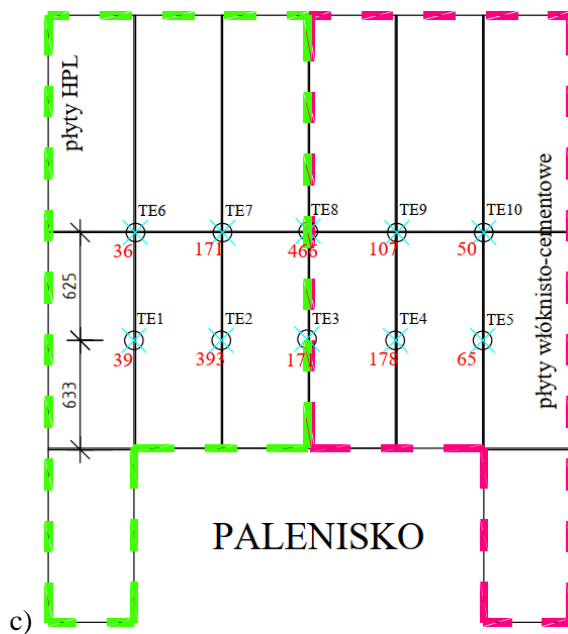 płyty HPL
TE6 TE7 TE8 TE9 TE10
36 171 107 50
625
TE1 TE2 TE3 TE4 TE5
39 393 178 65
633
płyty włóknisto-cementowe
PALENISKO
c)